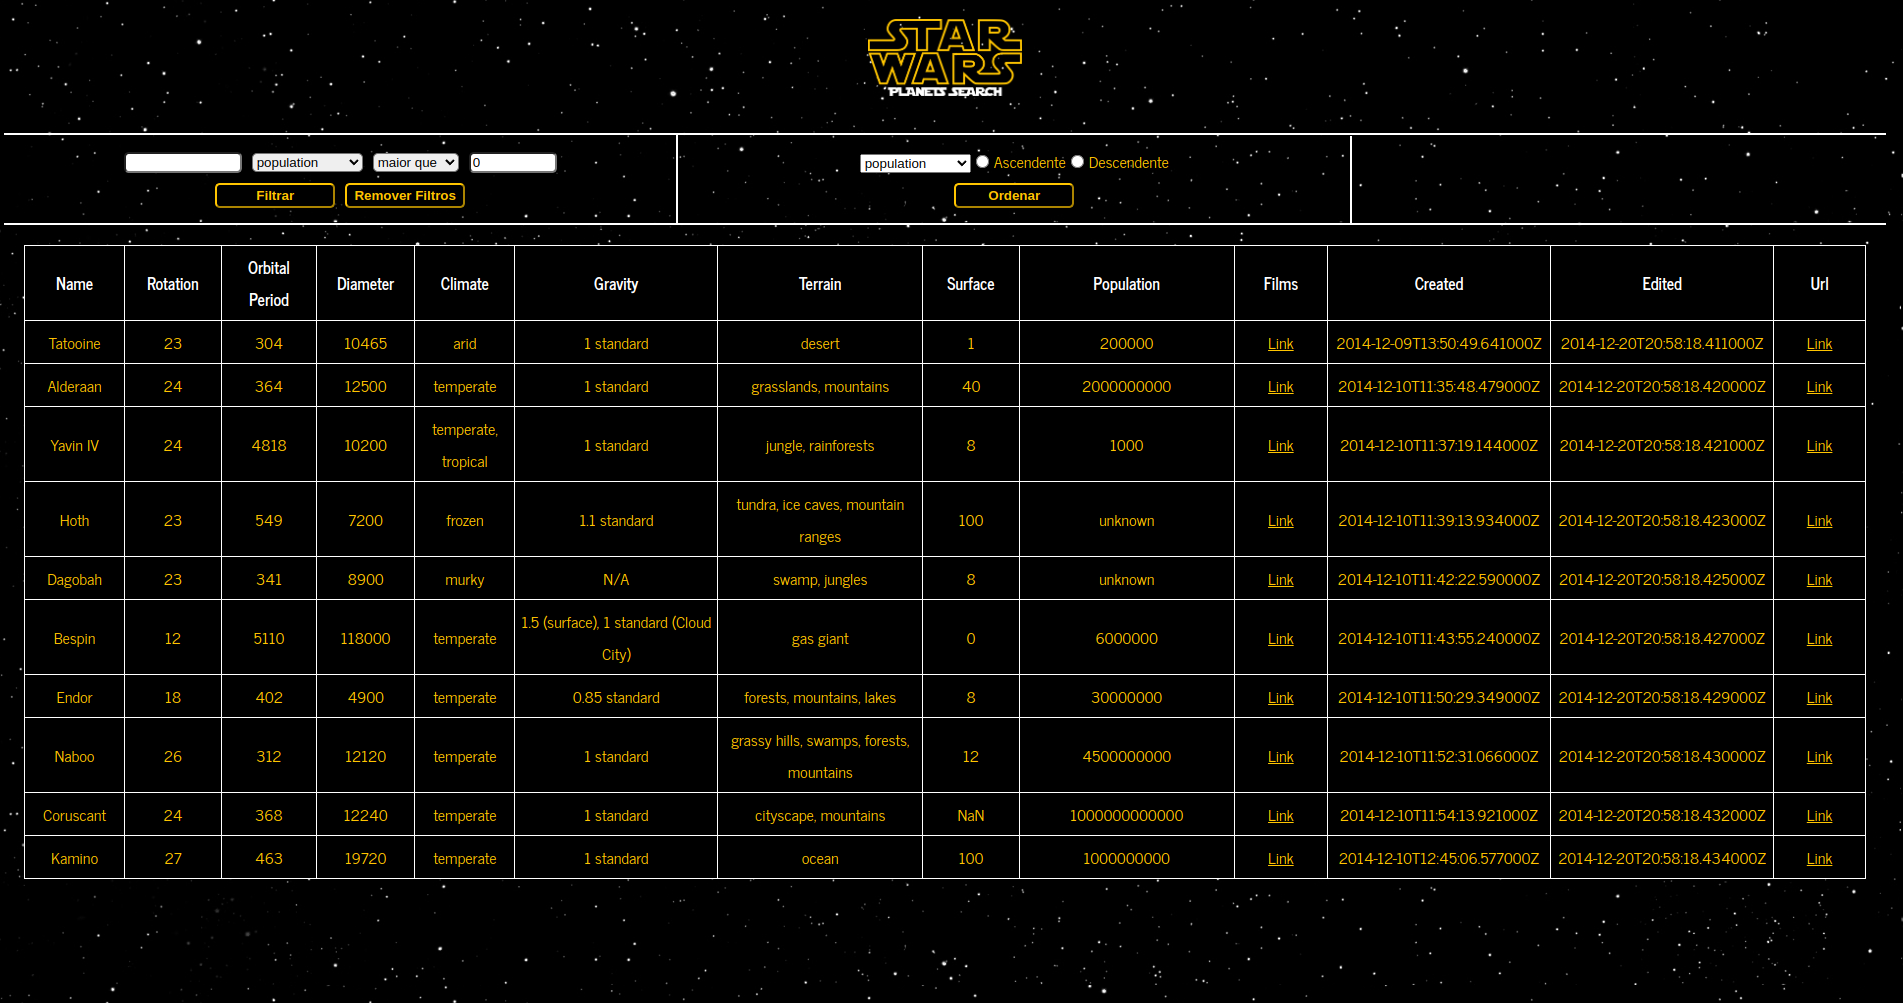 STAR
WARS
PLANETS SEARCH
population maior que 0
Filtrar Remover Filtros
population Ascendente Descendente
Ordenar
Name Rotation Orbital Period Diameter Climate Gravity Terrain Surface Population Films Created Edited Url
Tatooine 23 304 10465 arid 1 standard desert 1 200000 Link 2014-12-09T13:50:49.641000Z 2014-12-20T20:58:18.411000Z Link
Alderaan 24 364 12500 temperate 1 standard grasslands, mountains 40 2000000000 Link 2014-12-10T11:35:48.479000Z 2014-12-20T20:58:18.420000Z Link
Yavin IV 24 4818 10200 temperate, tropical 1 standard jungle, rainforests 8 1000 Link 2014-12-10T11:37:19.144000Z 2014-12-20T20:58:18.421000Z Link
Hoth 23 549 7200 frozen 1.1 standard tundra, ice caves, mountain ranges 100 unknown Link 2014-12-10T11:39:13.934000Z 2014-12-20T20:58:18.423000Z Link
Dagobah 23 341 8900 murky N/A swamp, jungles 8 unknown Link 2014-12-10T11:42:22.590000Z 2014-12-20T20:58:18.425000Z Link
Bespin 12 5110 118000 temperate 1.5 (surface), 1 standard (Cloud City) gas giant 0 6000000 Link 2014-12-10T11:43:55.240000Z 2014-12-20T20:58:18.427000Z Link
Endor 18 402 4900 temperate 0.85 standard forests, mountains, lakes 8 30000000 Link 2014-12-10T11:50:29.349000Z 2014-12-20T20:58:18.429000Z Link
Naboo 26 312 12120 temperate 1 standard grassy hills, swamps, forests, mountains 12 4500000000 Link 2014-12-10T11:52:31.066000Z 2014-12-20T20:58:18.430000Z Link
Coruscant 24 368 12240 temperate 1 standard cityscape, mountains NaN 1000000000000 Link 2014-12-10T11:54:13.921000Z 2014-12-20T20:58:18.432000Z Link
Kamino 27 463 19720 temperate 1 standard ocean 100 1000000000 Link 2014-12-10T12:45:06.577000Z 2014-12-20T20:58:18.434000Z Link